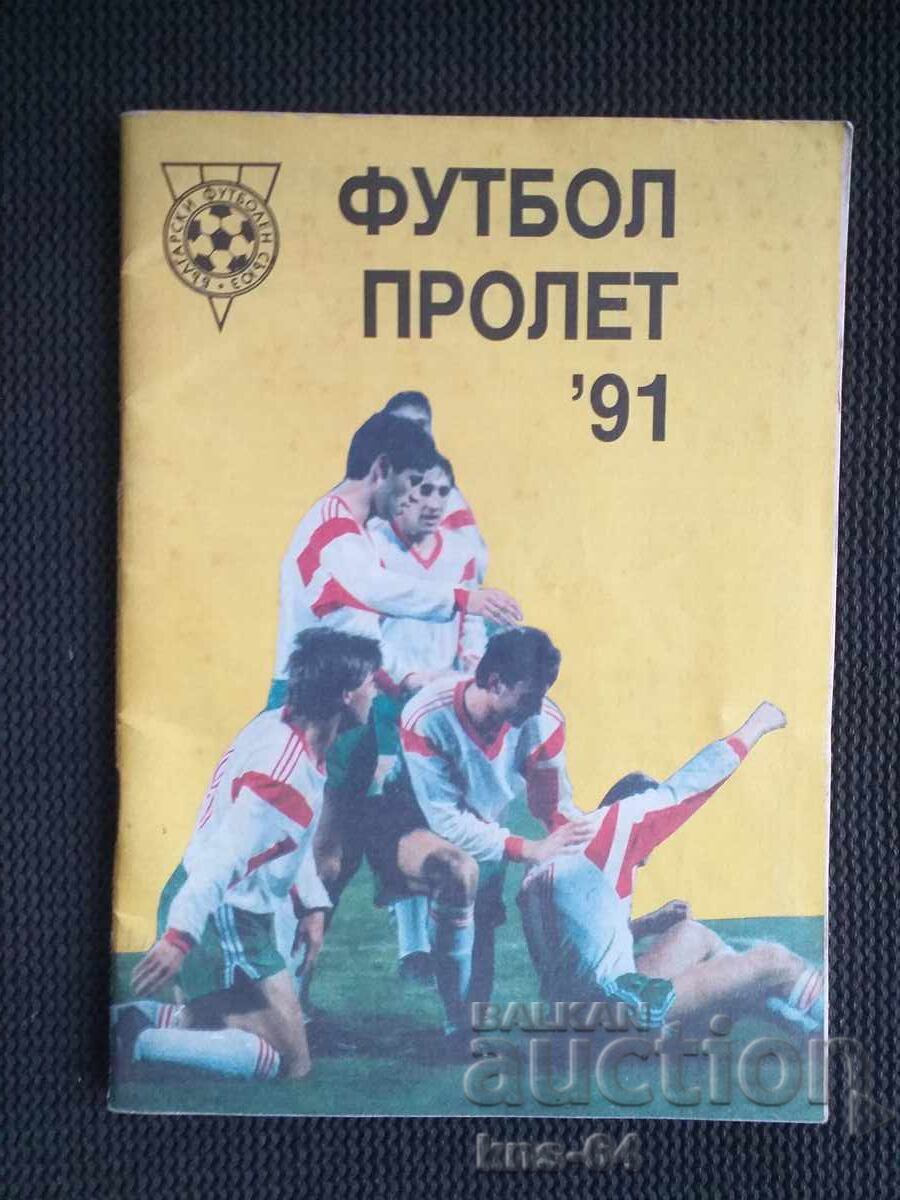 БЪЛГАРСКИ ФУТБОЛЕН СЪЮЗ
ФУТБОЛ
ПРОЛЕТ
'91
BALKAN
auction
kns-64